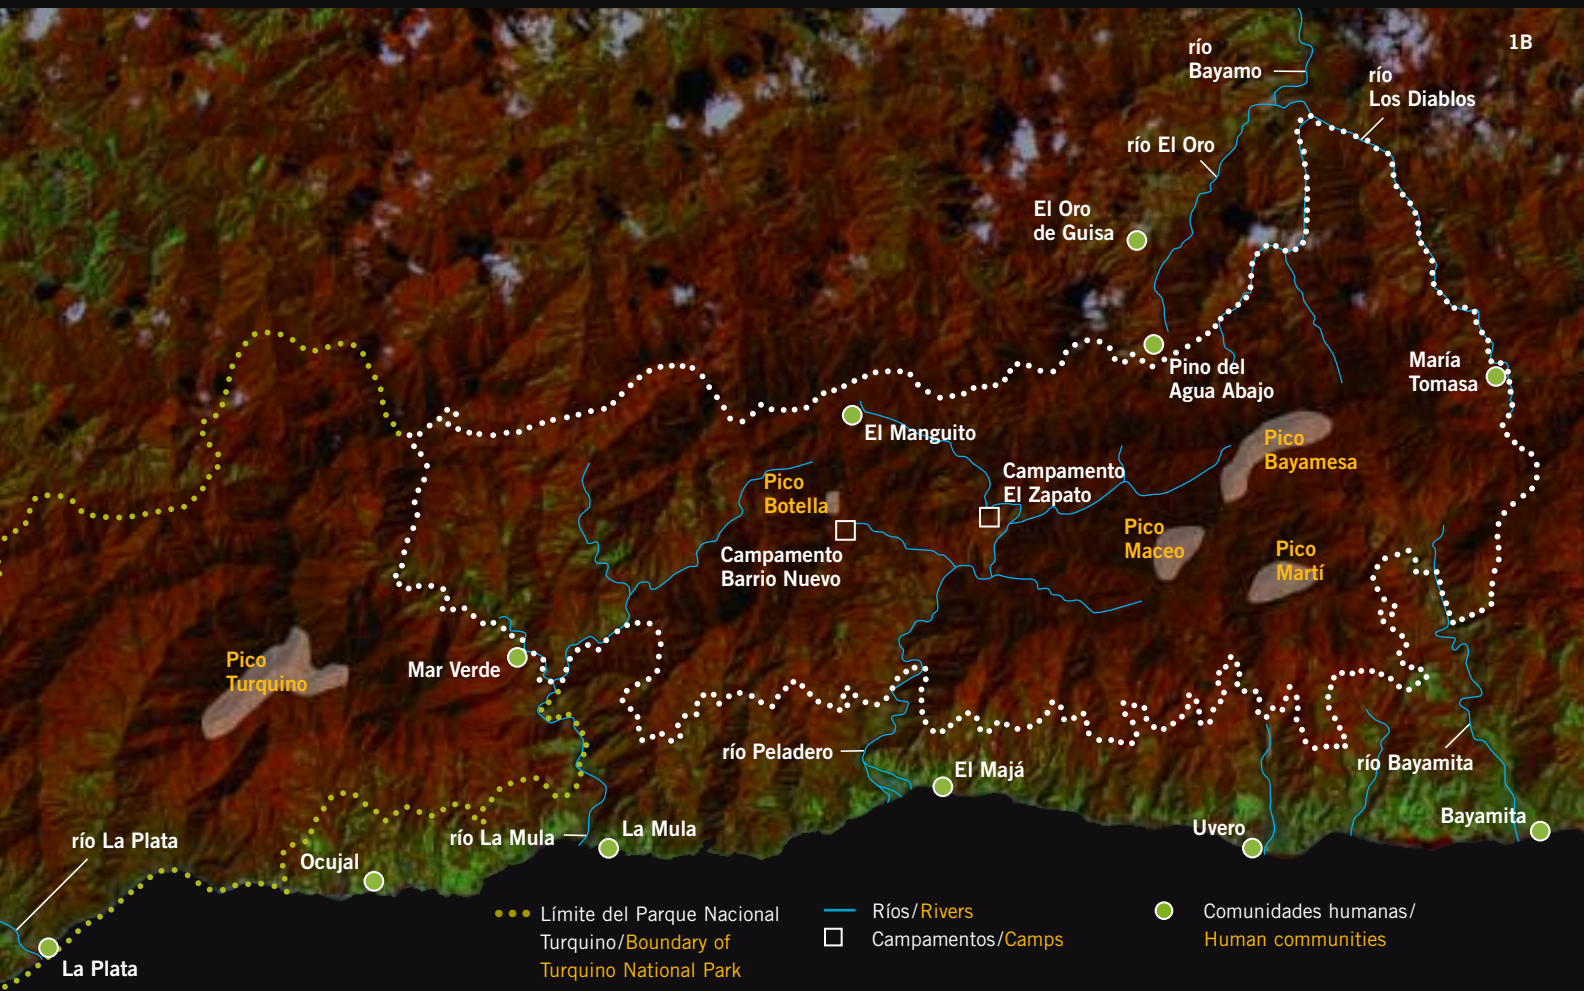 1B
río
Bayamo
río
Los Diablos
río El Oro
El Oro
de Guisa
Pino del
Agua Abajo
María
Tomasa
El Manguito
Pico
Bayamesa
Campamento
El Zapato
Pico
Botella
Pico
Maceo
Pico
Martí
Campamento
Barrio Nuevo
Pico
Turquino
Mar Verde
río Peladero
El Majá
río Bayamita
Bayamita
Uvero
río La Mula
La Mula
río La Plata
Ocujal
La Plata
Límite del Parque Nacional
Turquino/Boundary of
Turquino National Park
Ríos/Rivers
Campamentos/Camps
Comunidades humanas/
Human communities